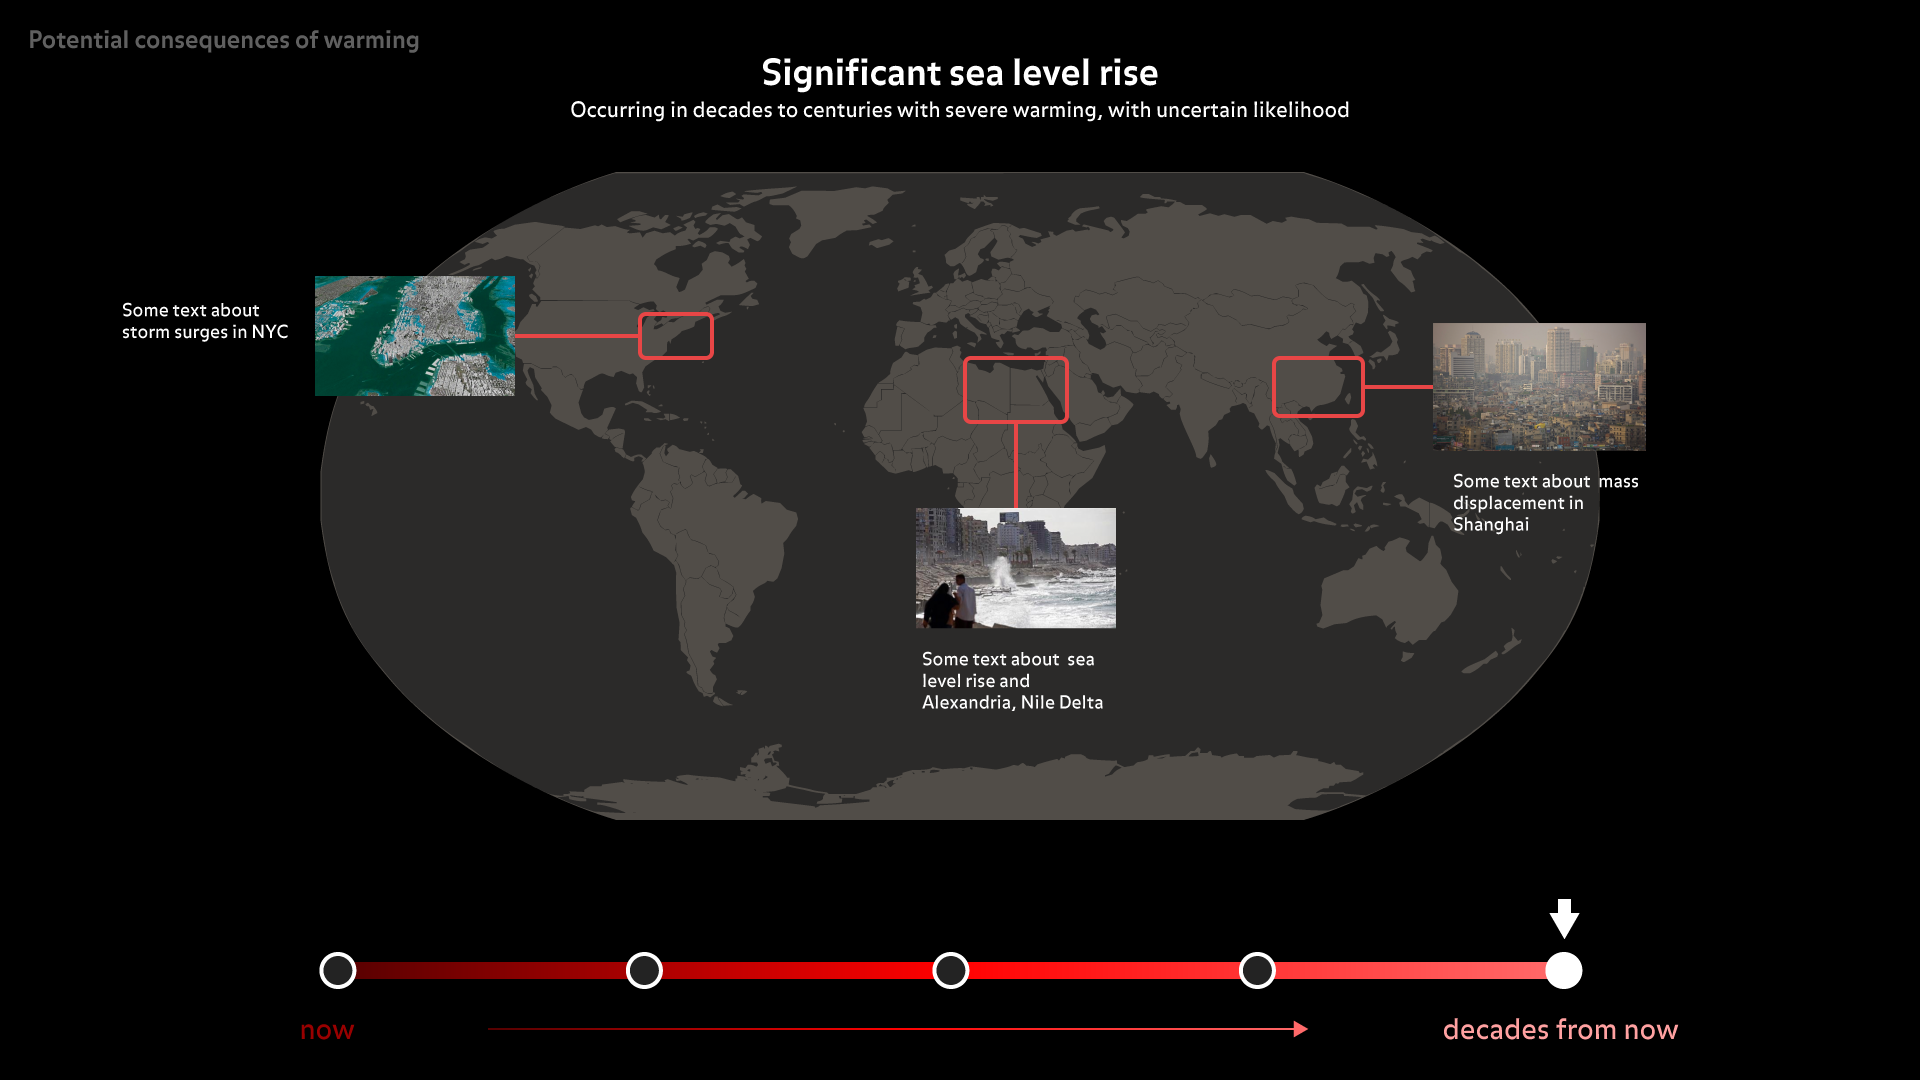 Potential consequences of warming
Significant sea level rise
Occurring in decades to centuries with severe warming, with uncertain likelihood
Some text about
storm surges in NYC
Some text about mass
displacement in
Shanghai
Some text about sea
level rise and
Alexandria, Nile Delta
now
decades from now